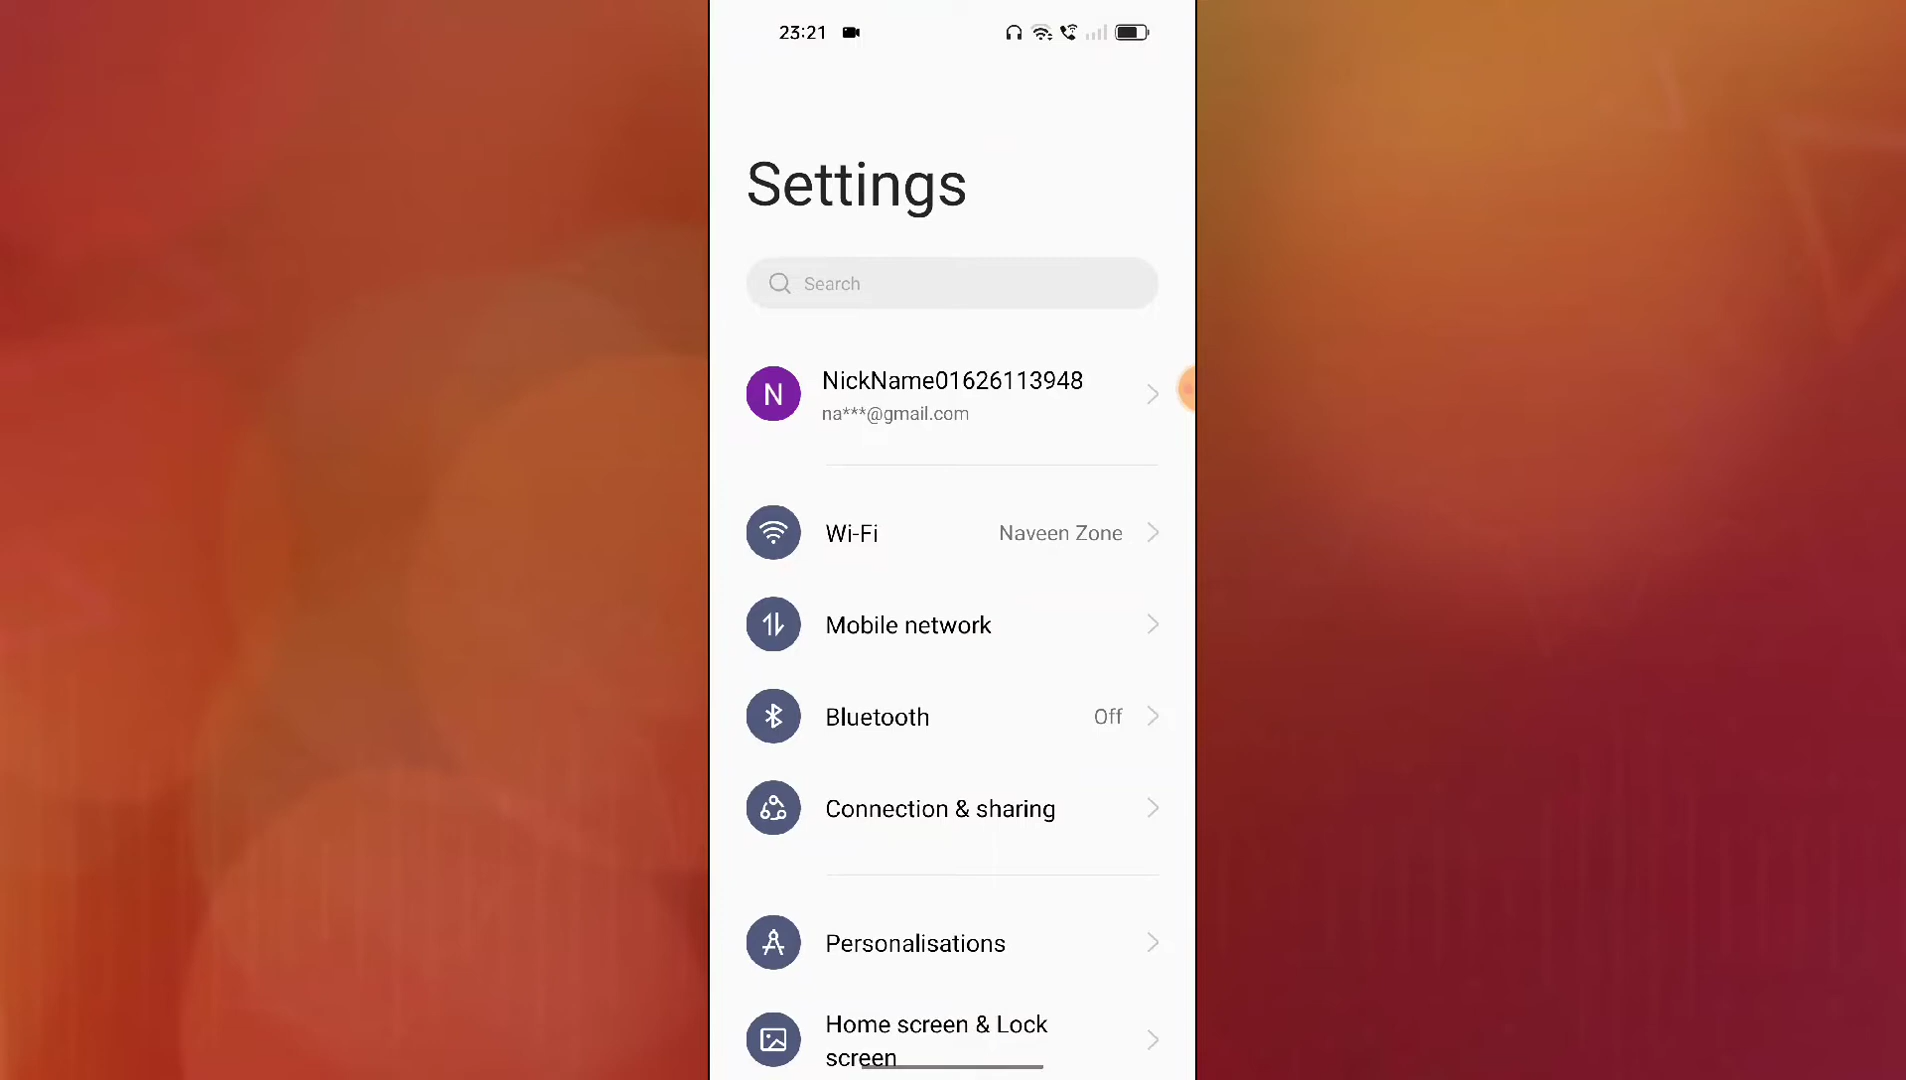 23:21
Settings
Search
N
NickName01626113948
na***@gmail.com
Wi-Fi Naveen Zone
Mobile network
Bluetooth Off
Connection & sharing
Personalisations
Home screen & Lock
screen